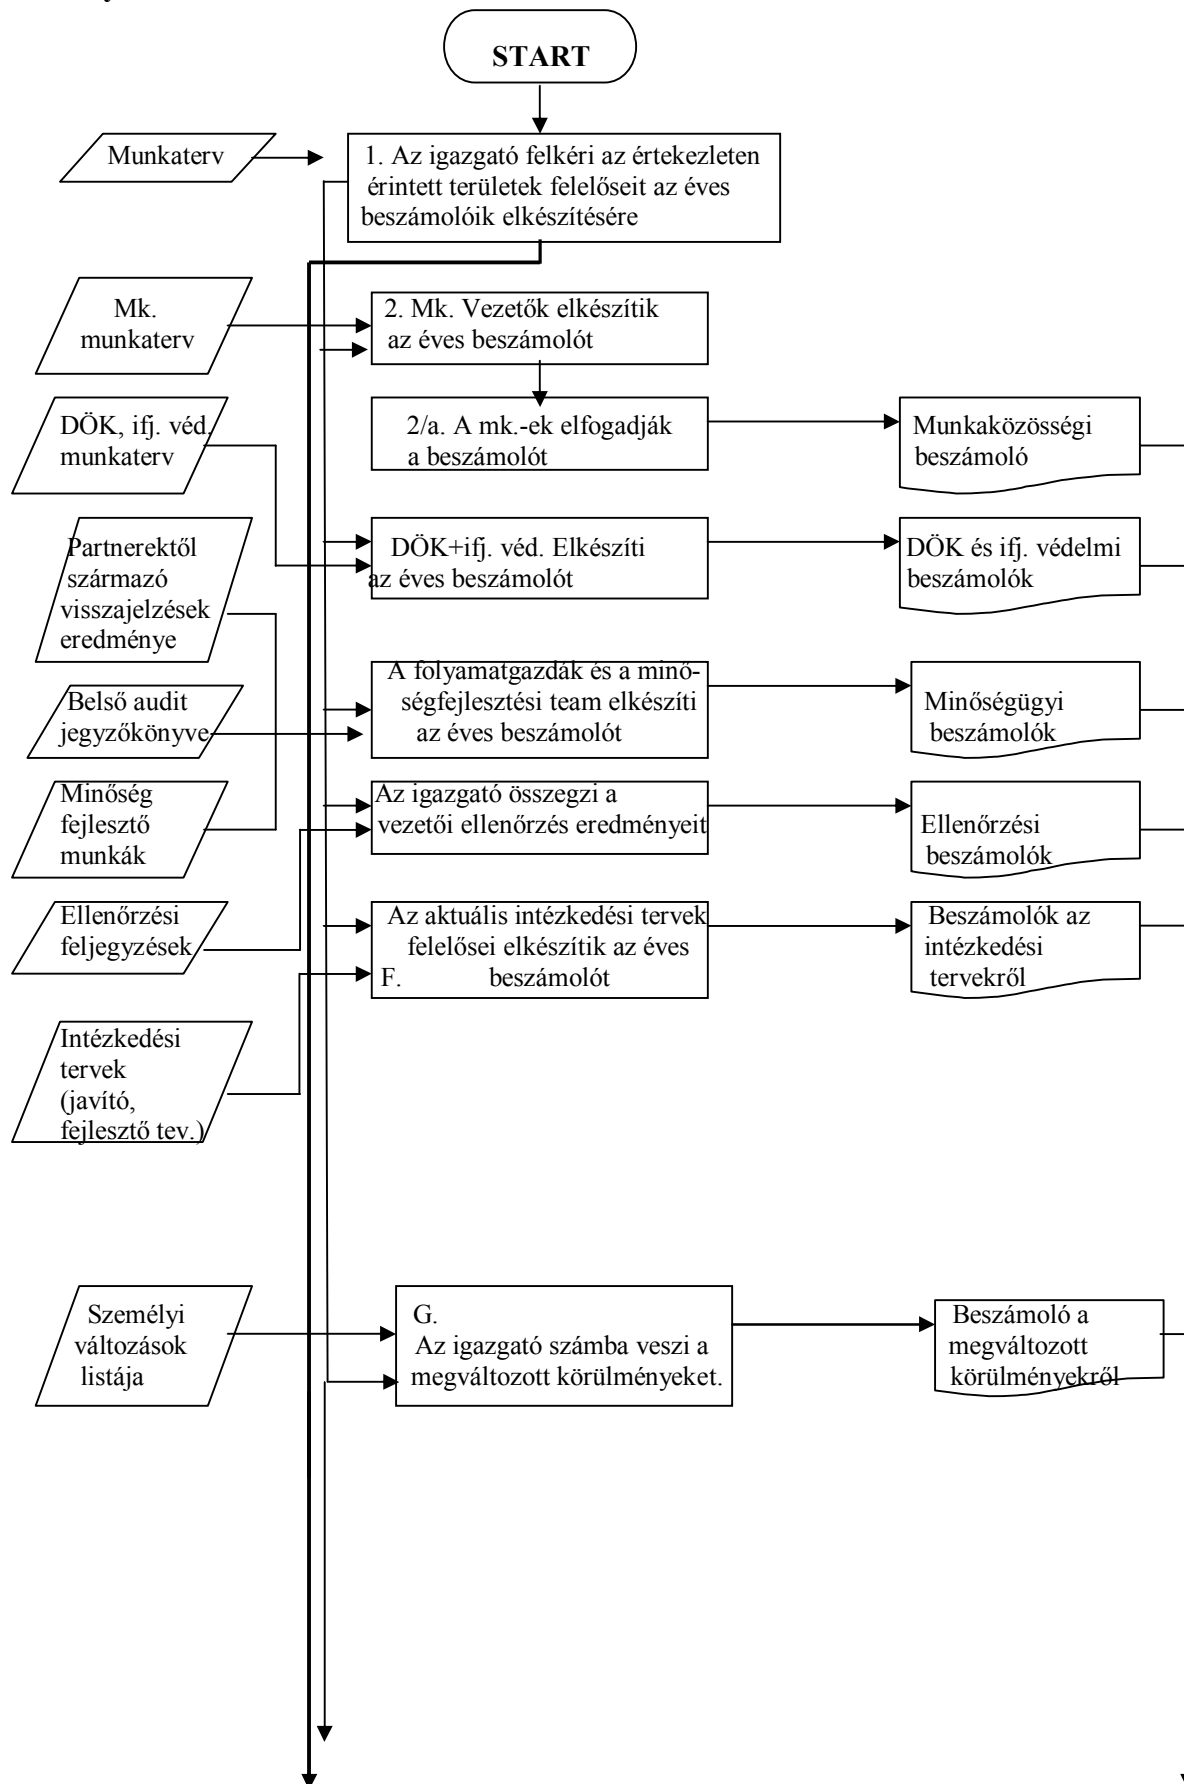 START
Munkaterv
1. Az igazgató felkéri az értekezleten
érintett területek felelőseit az éves
beszámolóik elkészítésére
Mk.
munkaterv
2. Mk. Vezetők elkészítik
az éves beszámolót
DÖK, ifj. véd.
munkaterv
2/a. A mk.-ek elfogadják
a beszámolót
Munkaközösségi
beszámoló
Partnerektől
származó
visszajelzések
eredménye
DÖK+ifj. véd. Elkészíti
az éves beszámolót
DÖK és ifj. védelmi
beszámolók
Belső audit
jegyzőkönyve
A folyamatgazdák és a minő-
ségfejlesztési team elkészíti
az éves beszámolót
Minőségügyi
beszámolók
Minőség
fejlesztő
munkák
Az igazgató összegzi a
vezetői ellenőrzés eredményeit
Ellenőrzési
beszámolók
Ellenőrzési
feljegyzések
Az aktuális intézkedési tervek
felelősei elkészítik az éves
F. beszámolót
Beszámolók az
intézkedési
tervekről
Intézkedési
tervek
(javító,
fejlesztő tev.)
Személyi
változások
listája
G.
Az igazgató számba veszi a
megváltozott körülményeket.
Beszámoló a
megváltozott
körülményekről